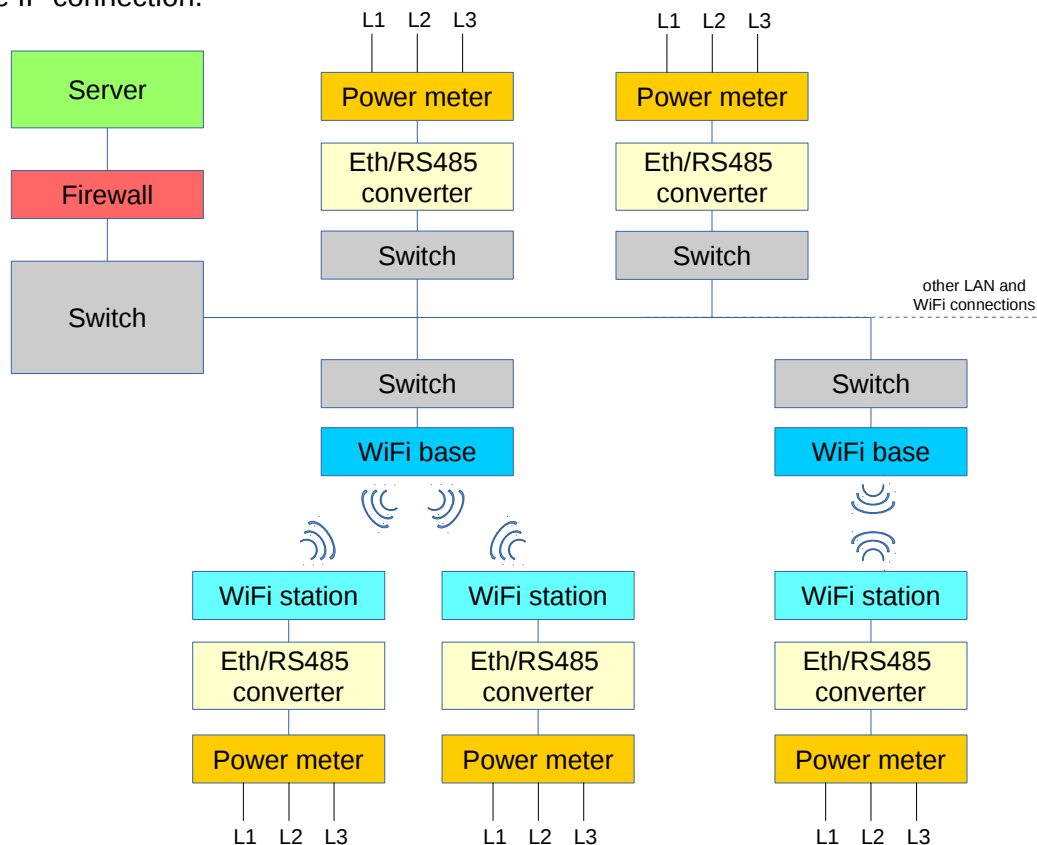 e IP connection.
L1 L2 L3
L1 L2 L3
Server
Power meter
Power meter
Eth/RS485
converter
Eth/RS485
converter
Firewall
Switch
Switch
Switch
other LAN and
WiFi connections
Switch
Switch
WiFi base
WiFi base
WiFi station
WiFi station
WiFi station
Eth/RS485
converter
Eth/RS485
converter
Eth/RS485
converter
Power meter
Power meter
Power meter
L1 L2 L3
L1 L2 L3
L1 L2 L3